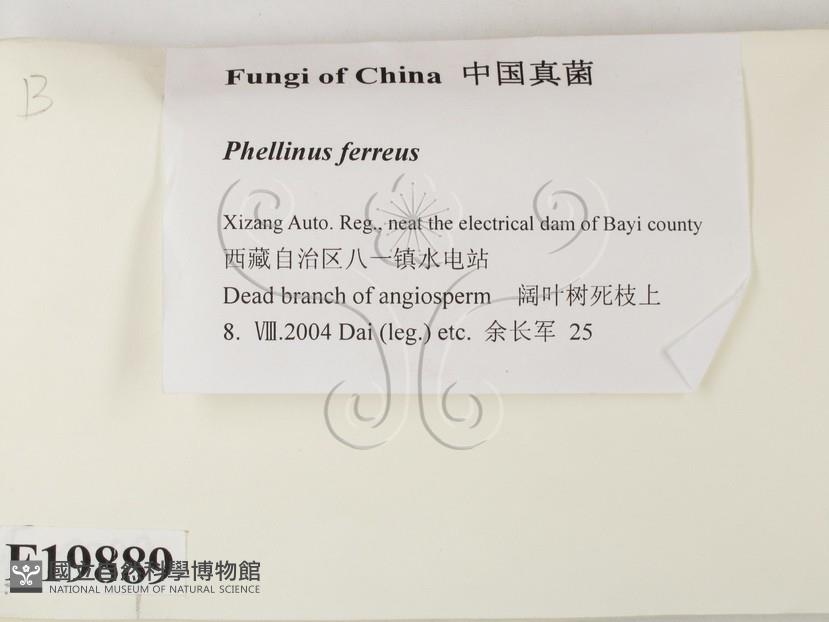 B
Fungi of China 中国真菌
Phellinus ferreus
Xizang Auto. Reg., neat the electrical dam of Bayi county
西藏自治区八一镇水电站
Dead branch of angiosperm 阔叶树死枝上
8. Ⅷ.2004 Dai (leg.) etc. 余长军 25
F19889
國立自然科學博物館
NATIONAL MUSEUM OF NATURAL SCIENCE